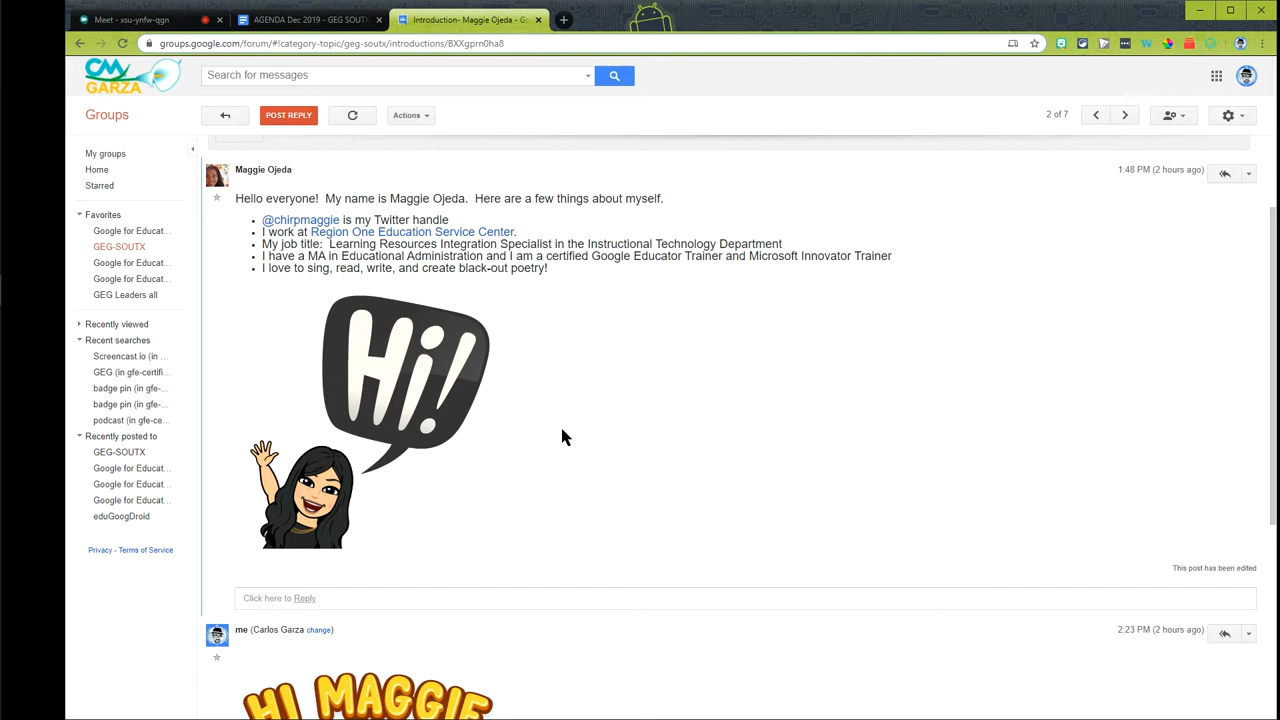 Meet - xsu-ynfw-qgn
AGENDA Dec 2019 - GEG SOUTX
Introduction- Maggie Ojeda - Go
groups.google.com/forum/#!category-topic/geg-soutx/introductions/BXXgprn0ha8
CM
GARZA
Search for messages
Groups
POST REPLY
Actions
2 of 7
My groups
Home
Starred
Favorites
Google for Educat...
GEG-SOUTX
Google for Educat...
Google for Educat...
GEG Leaders all
Recently viewed
Recent searches
Screencast.io (in ...
GEG (in gfe-certifi...
badge pin (in gfe-...
badge pin (in gfe-...
podcast (in gfe-ce...
Recently posted to
GEG-SOUTX
Google for Educat...
Google for Educat...
Google for Educat...
eduGoogDroid
Privacy - Terms of Service
Maggie Ojeda
1:48 PM (2 hours ago)
Hello everyone! My name is Maggie Ojeda. Here are a few things about myself.
@chirpmaggie is my Twitter handle
I work at Region One Education Service Center.
My job title: Learning Resources Integration Specialist in the Instructional Technology Department
I have a MA in Educational Administration and I am a certified Google Educator Trainer and Microsoft Innovator Trainer
I love to sing, read, write, and create black-out poetry!
Hi!
This post has been edited
Click here to Reply
me (Carlos Garza change)
2:23 PM (2 hours ago)
HI MAGGIE